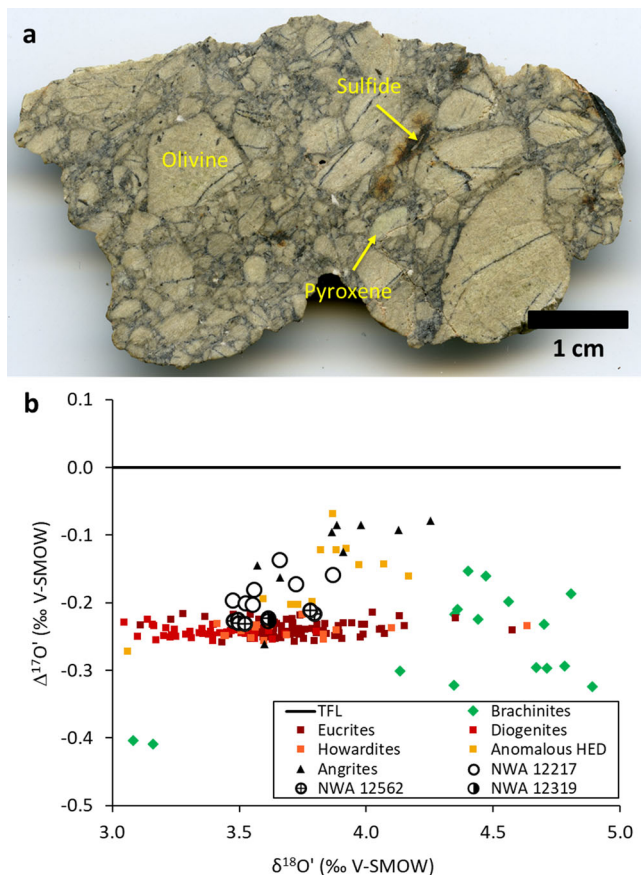 a
Sulfide
Olivine
Pyroxene
1 cm
b
-0.1
0.0
-0.1
-0.2
-0.3
-0.4
-0.5
Δ¹⁷O' (‰ V-SMOW)
TFL
Brachinites
Eucrites
Diogenites
Howardites
Anomalous HED
Angrites
NWA 12217
NWA 12562
NWA 12319
3.0 3.5 4.0 4.5 5.0
δ¹⁸O' (‰ V-SMOW)